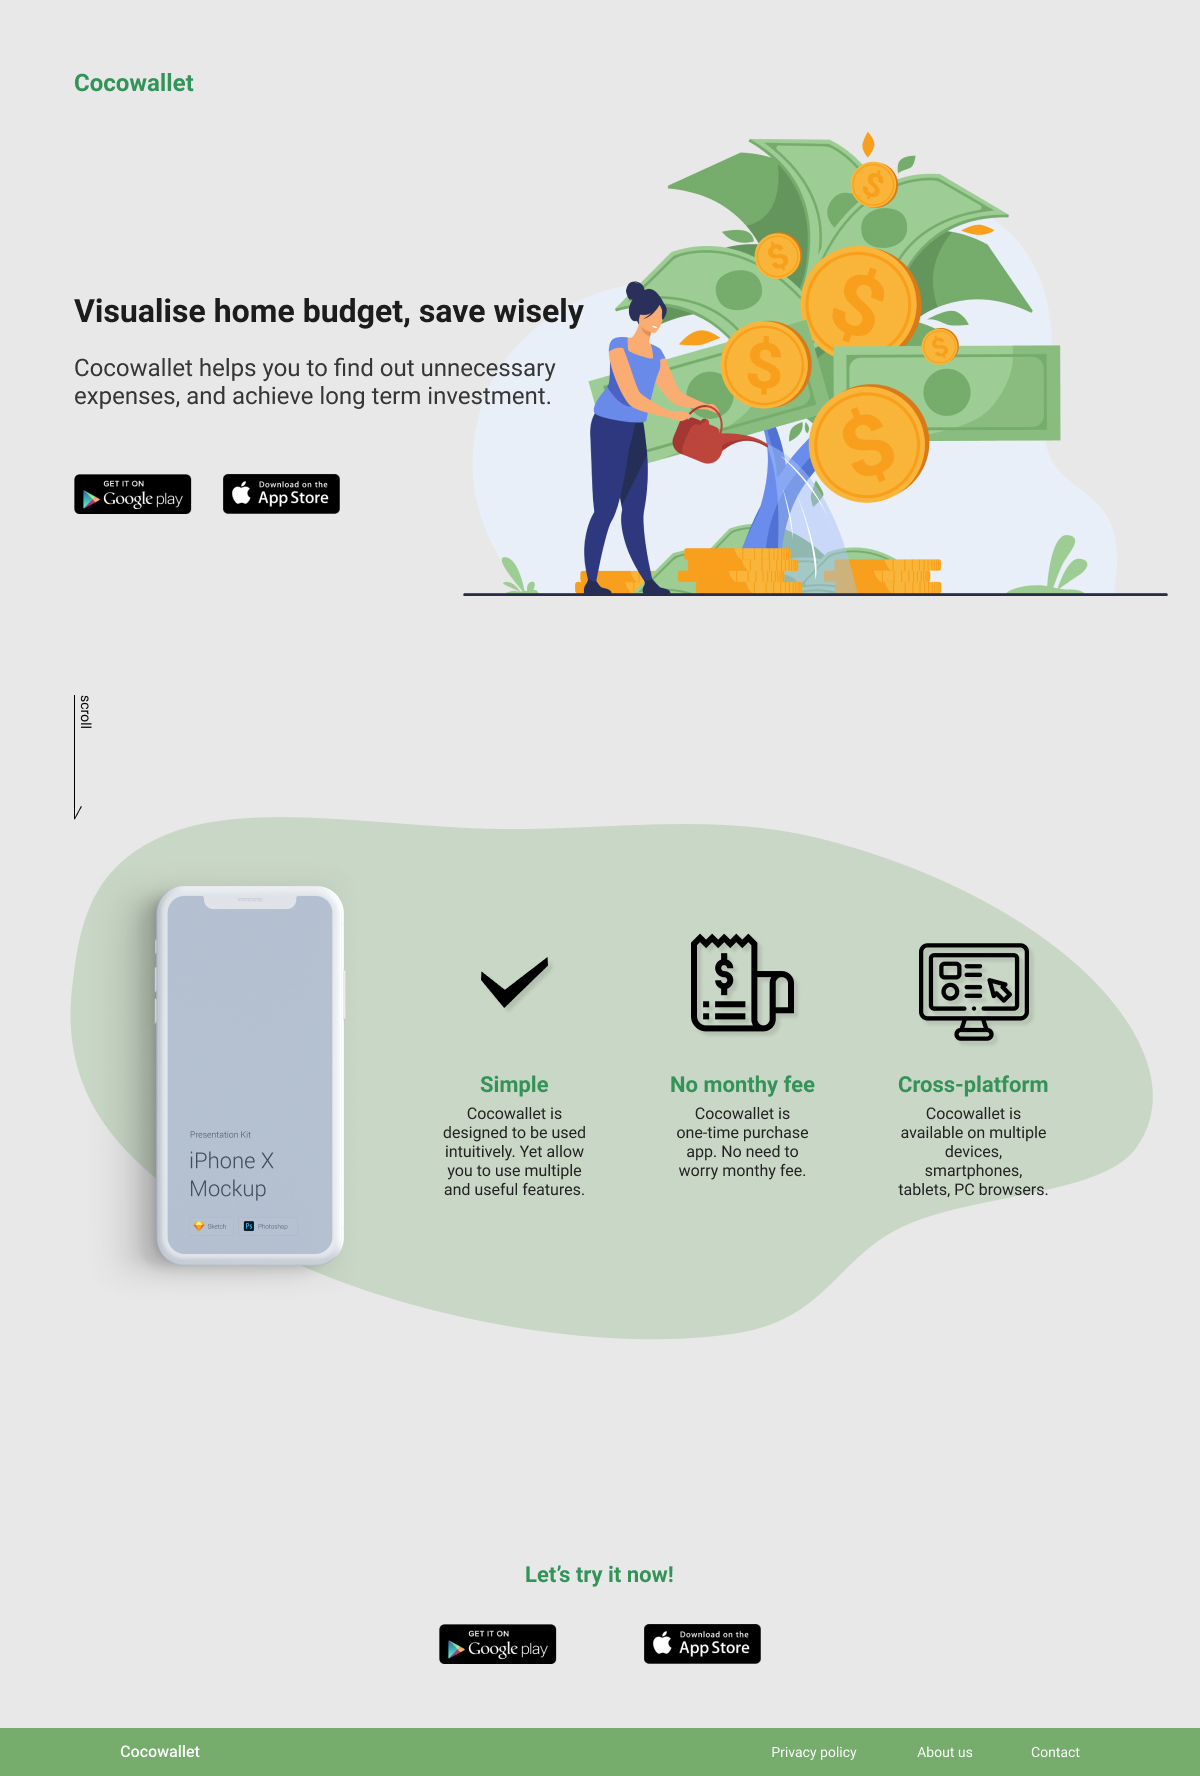 Cocowallet
Visualise home budget, save wisely
Cocowallet helps you to find out unnecessary
expenses, and achieve long term investment.
GET IT ON
Google play
Download on the
App Store
scroll
Presentation Kit
iPhone X
Mockup
Sketch
Ps Photoshop
$
Simple
Cocowallet is
designed to be used
intuitively. Yet allow
you to use multiple
and useful features.
No monthy fee
Cocowallet is
one-time purchase
app. No need to
worry monthy fee.
Cross-platform
Cocowallet is
available on multiple
devices,
smartphones,
tablets, PC browsers.
Let’s try it now!
GET IT ON
Google play
Download on the
App Store
Cocowallet
Privacy policy
About us
Contact